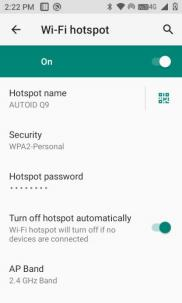 2:22 PM
4G
Wi-Fi hotspot
On
Hotspot name
AUTOID Q9
Security
WPA2-Personal
Hotspot password
••••••••
Turn off hotspot automatically
Wi-Fi hotspot will turn off if no
devices are connected
AP Band
2.4 GHz Band